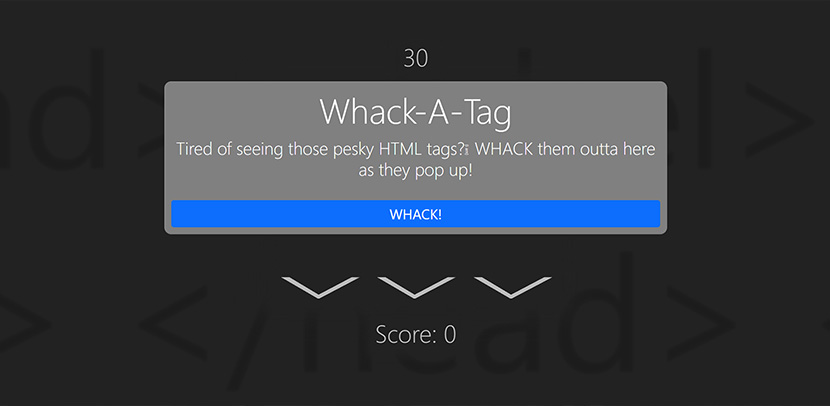 30
Whack-A-Tag
Tired of seeing those pesky HTML tags? WHACK them outta here
as they pop up!
WHACK!
</head>
Score: 0